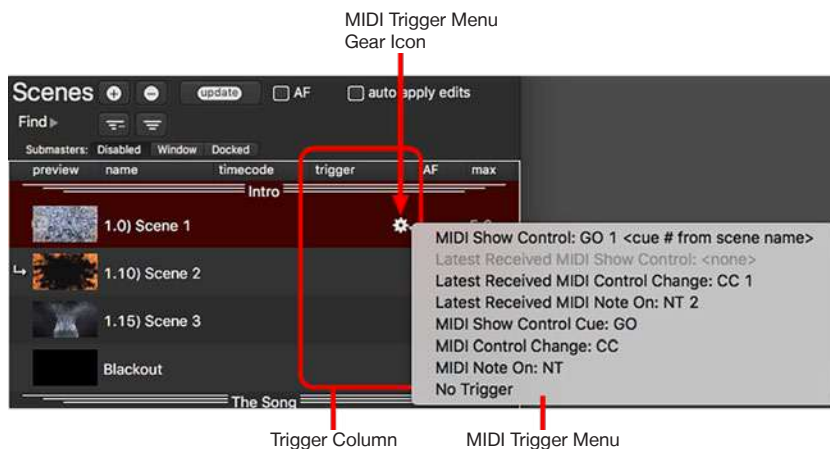 MIDI Trigger Menu
Gear Icon
Scenes update AF auto apply edits
Find
Submasters: Disabled Window Docked
preview name timecode trigger AF max
Intro
1.0) Scene 1
1.10) Scene 2
1.15) Scene 3
Blackout
The Song
MIDI Show Control: GO 1 <cue # from scene name>
Latest Received MIDI Show Control: <none>
Latest Received MIDI Control Change: CC 1
Latest Received MIDI Note On: NT 2
MIDI Show Control Cue: GO
MIDI Control Change: CC
MIDI Note On: NT
No Trigger
Trigger Column
MIDI Trigger Menu